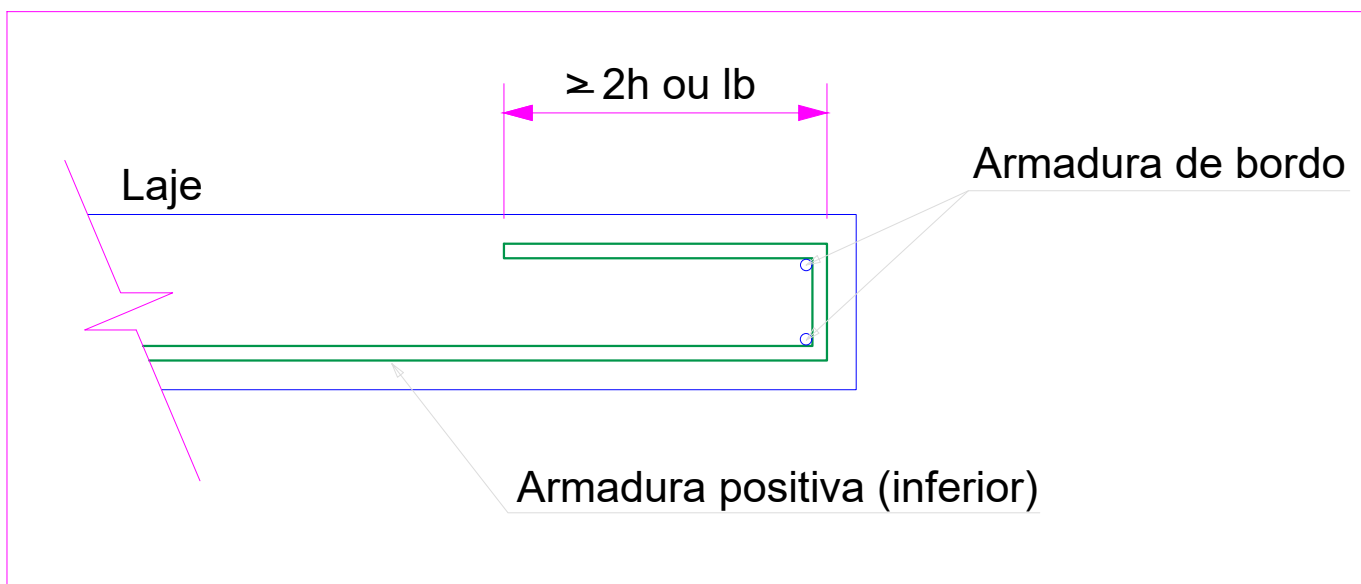 ≥ 2h ou lb
Armadura de bordo
Laje
Armadura positiva (inferior)